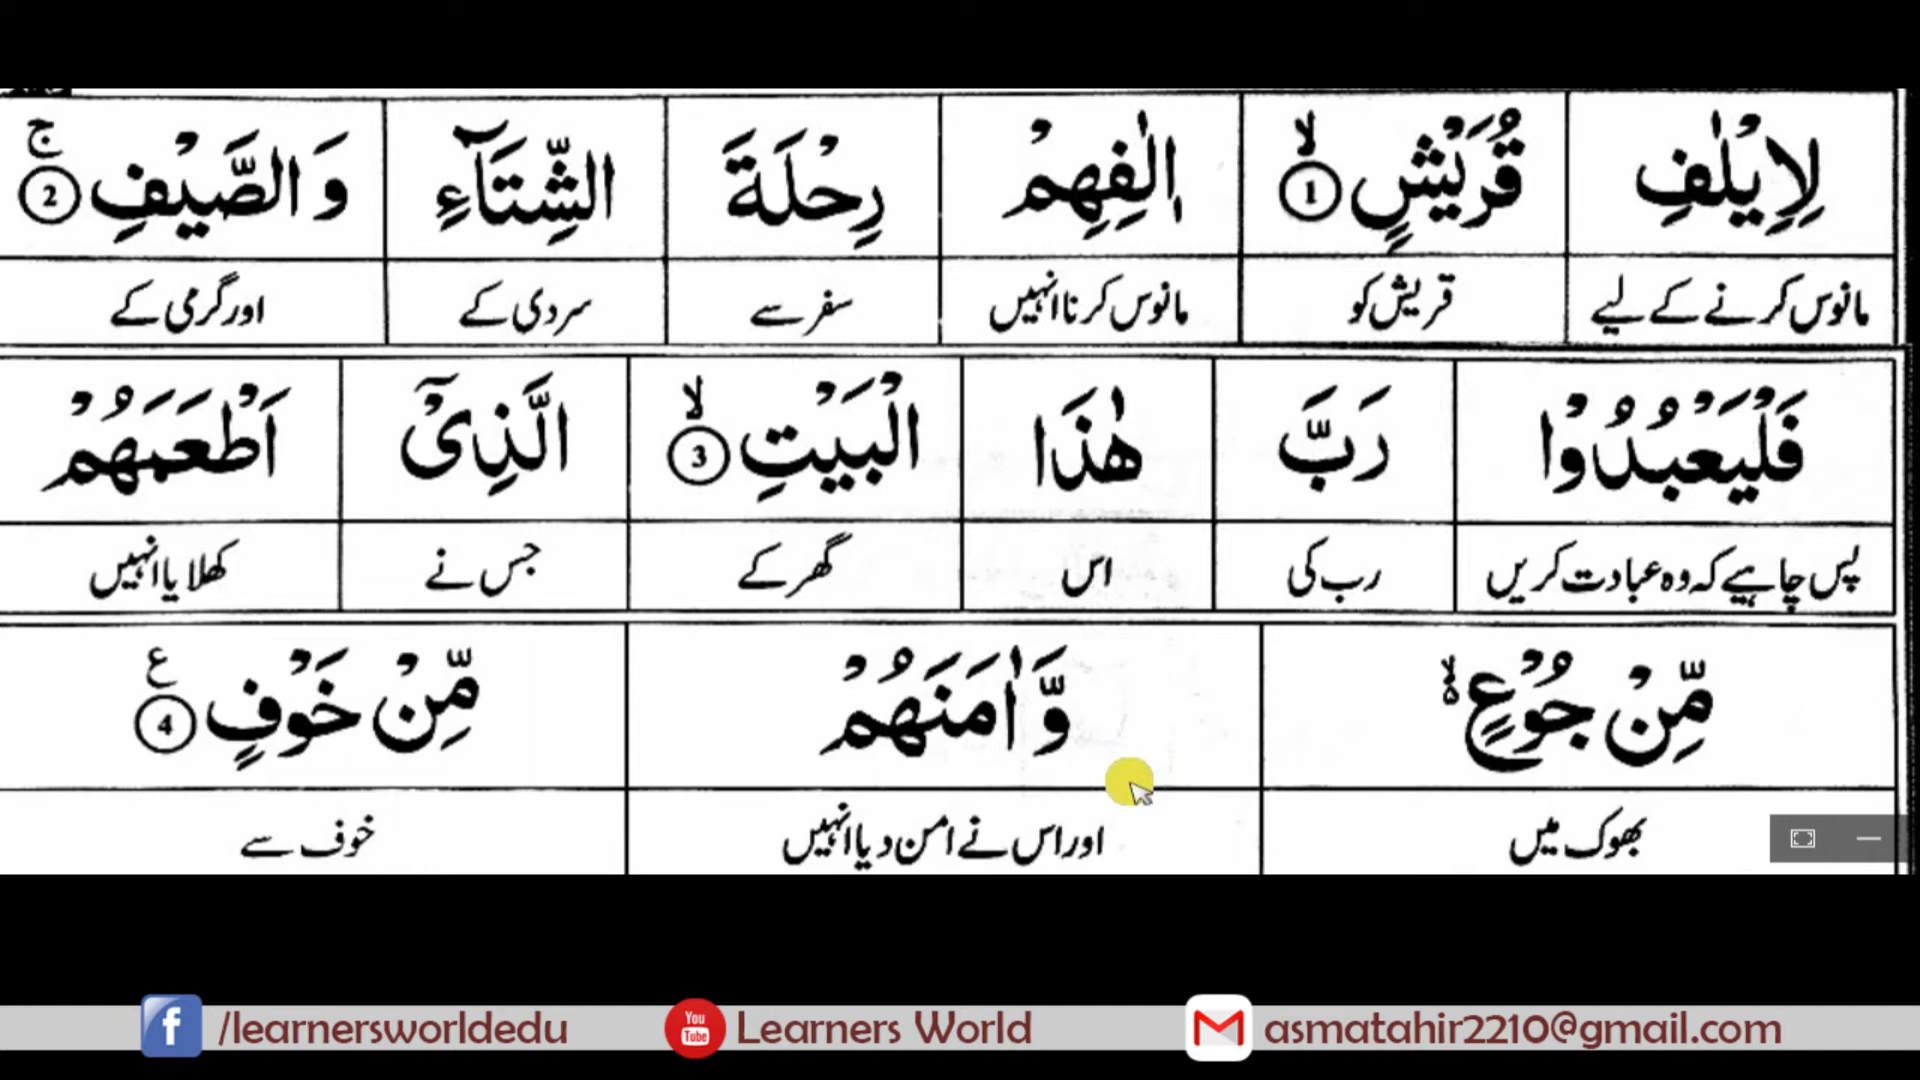 لِاِیْلٰفِ قُرَیْشٍ ۙ ﴿1﴾ اٖلٰفِهِمْ رِحْلَةَ الشِّتَآءِ وَالصَّیْفِ ۚ ﴿2﴾
مانوس کرنے کے لیے قریش کو مانوس کرنا انہیں سفر سے سردی کے اور گرمی کے
فَلْیَعْبُدُوْا رَبَّ هٰذَا الْبَیْتِ ۙ ﴿3﴾ الَّذِیْۤ اَطْعَمَهُمْ
پس چاہیے کہ وہ عبادت کریں رب کی اس گھر کے جس نے کھلایا انہیں
مِّنْ جُوْعٍ ۙ۬ وَّاٰمَنَهُمْ مِّنْ خَوْفٍ ﴿4﴾ ع
بھوک میں اور اس نے امن دیا انہیں خوف سے
/learnersworldedu You Tube Learners World asmatahir2210@gmail.com